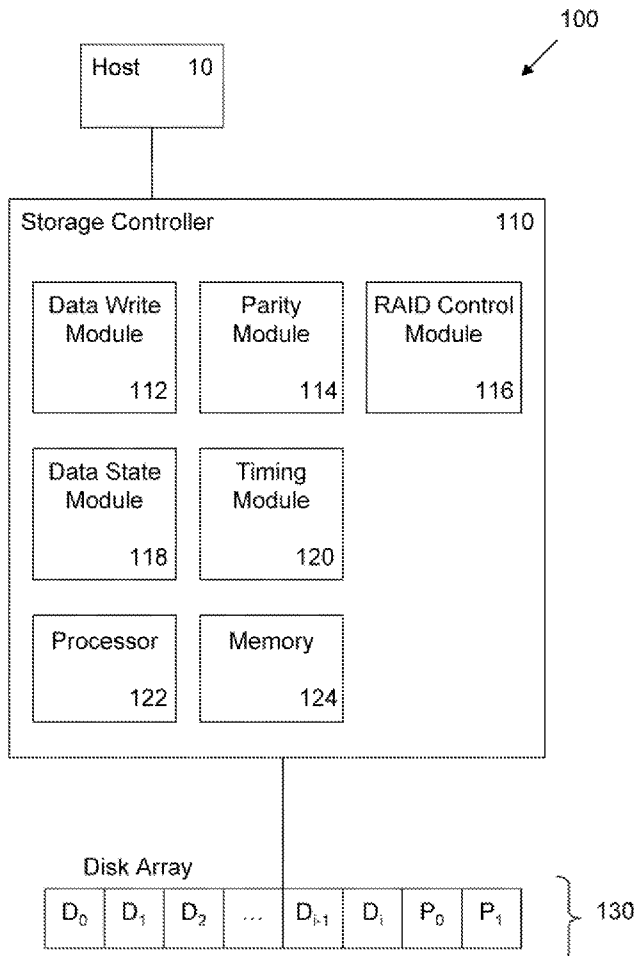 100
Host 10
Storage Controller 110
Data Write Module 112
Parity Module 114
RAID Control Module 116
Data State Module 118
Timing Module 120
Processor 122
Memory 124
Disk Array
D₀ D₁ D₂ ... Dᵢ₋₁ Dᵢ P₀ P₁ 130